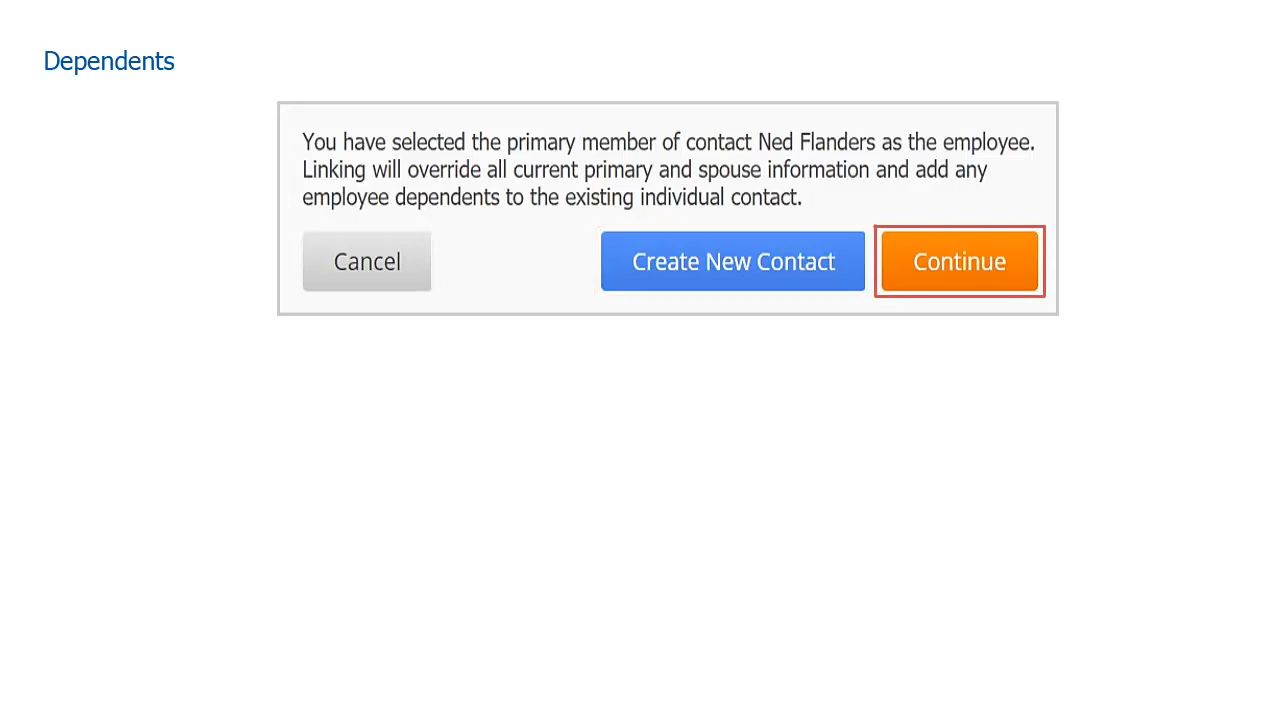 Dependents
You have selected the primary member of contact Ned Flanders as the employee.
Linking will override all current primary and spouse information and add any
employee dependents to the existing individual contact.
Cancel
Create New Contact
Continue